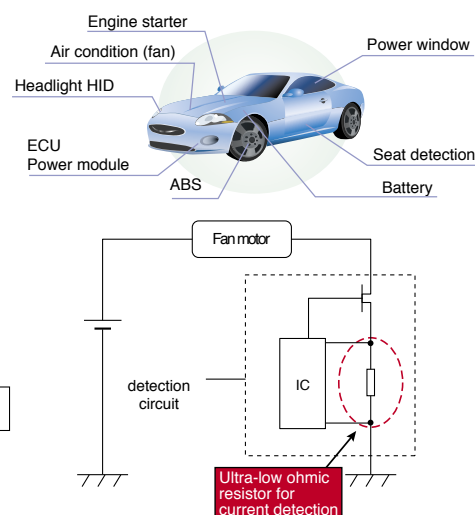 Engine starter
Air condition (fan)
Power window
Headlight HID
ECU
Power module
Seat detection
ABS
Battery
Fan motor
detection
circuit
IC
Ultra-low ohmic
resistor for
current detection